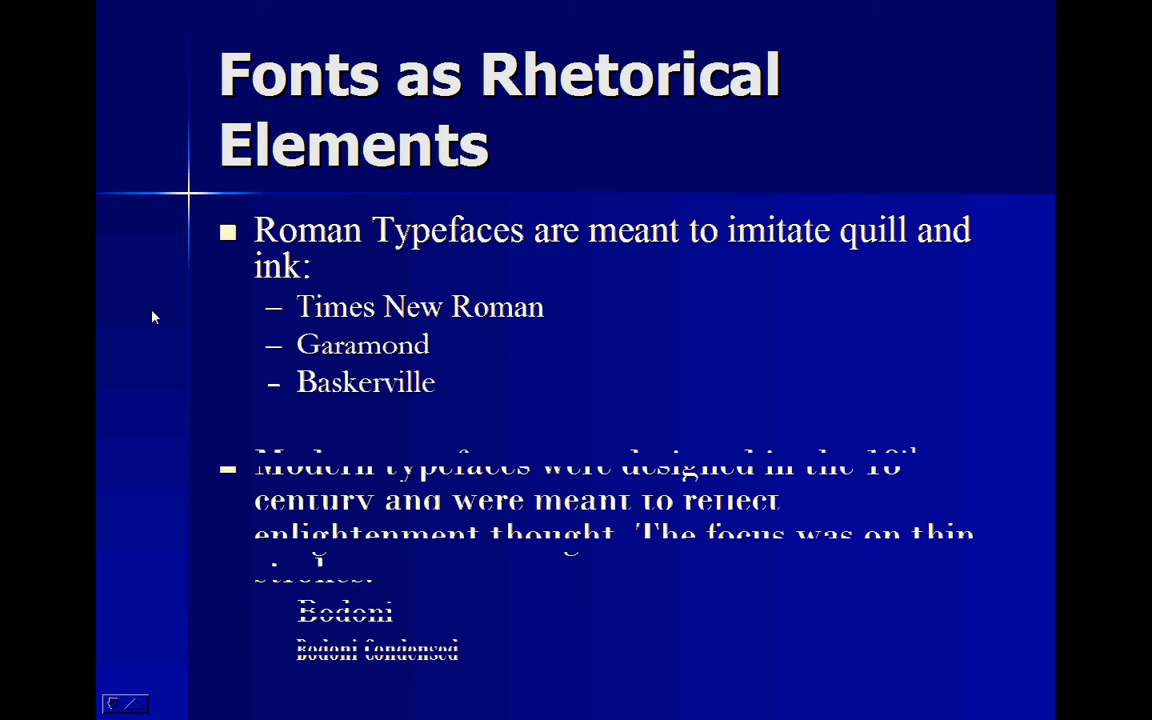 Fonts as Rhetorical
Elements
Roman Typefaces are meant to imitate quill and
ink:
– Times New Roman
– Garamond
– Baskerville
Modern typefaces were designed in the 18th
century and were meant to reflect
enlightenment thought. The focus was on thin
strokes.
Bodoni
Bodoni Condensed